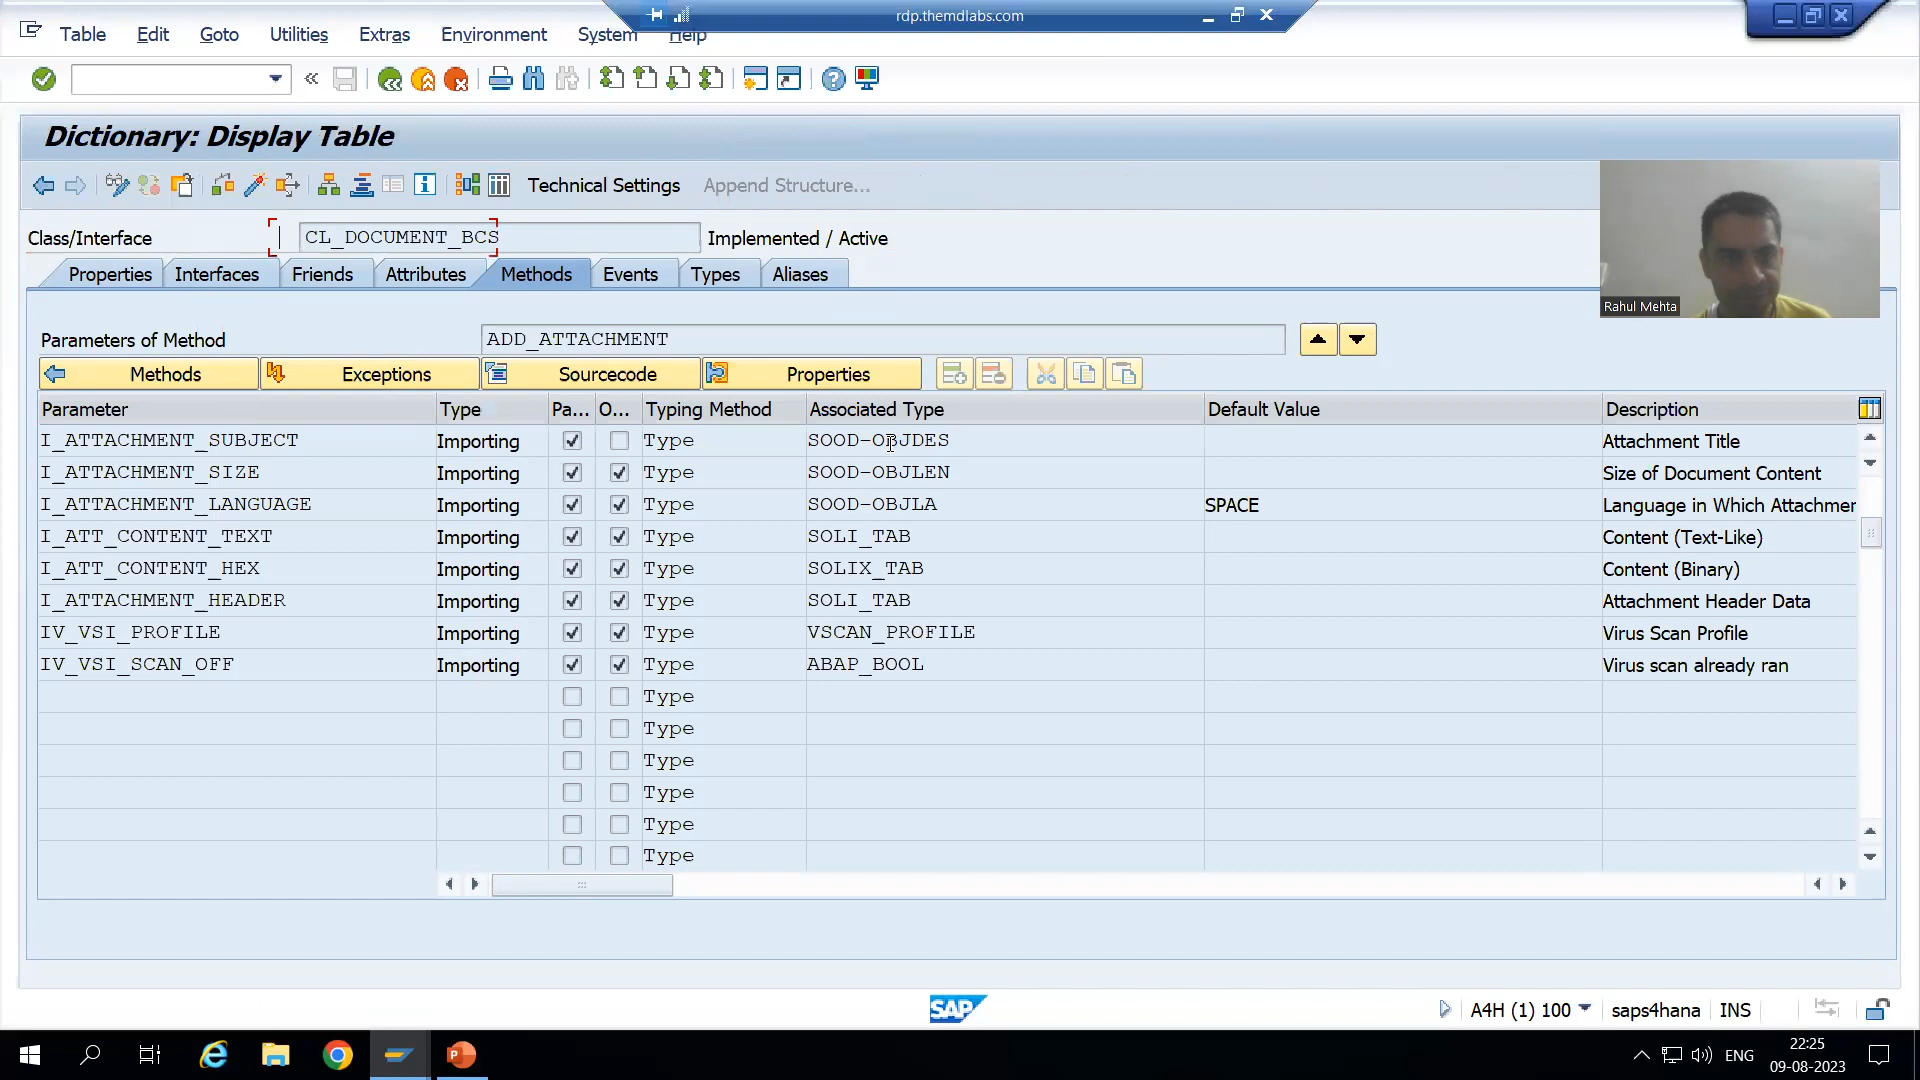 rdp.themdlabs.com
Table Edit Goto Utilities Extras Environment System Help
Dictionary: Display Table
Technical Settings Append Structure...
Class/Interface CL_DOCUMENT_BCS Implemented / Active
Properties Interfaces Friends Attributes Methods Events Types Aliases
Rahul Mehta
Parameters of Method ADD_ATTACHMENT
Methods Exceptions Sourcecode Properties
Parameter Type Pa... O... Typing Method Associated Type Default Value Description
I_ATTACHMENT_SUBJECT Importing Type SOOD-OBJDES Attachment Title
I_ATTACHMENT_SIZE Importing Type SOOD-OBJLEN Size of Document Content
I_ATTACHMENT_LANGUAGE Importing Type SOOD-OBJLA SPACE Language in Which Attachmer
I_ATT_CONTENT_TEXT Importing Type SOLI_TAB Content (Text-Like)
I_ATT_CONTENT_HEX Importing Type SOLIX_TAB Content (Binary)
I_ATTACHMENT_HEADER Importing Type SOLI_TAB Attachment Header Data
IV_VSI_PROFILE Importing Type VSCAN_PROFILE Virus Scan Profile
IV_VSI_SCAN_OFF Importing Type ABAP_BOOL Virus scan already ran
Type
Type
Type
Type
Type
Type
SAP A4H (1) 100 saps4hana INS
ENG 22:25
09-08-2023